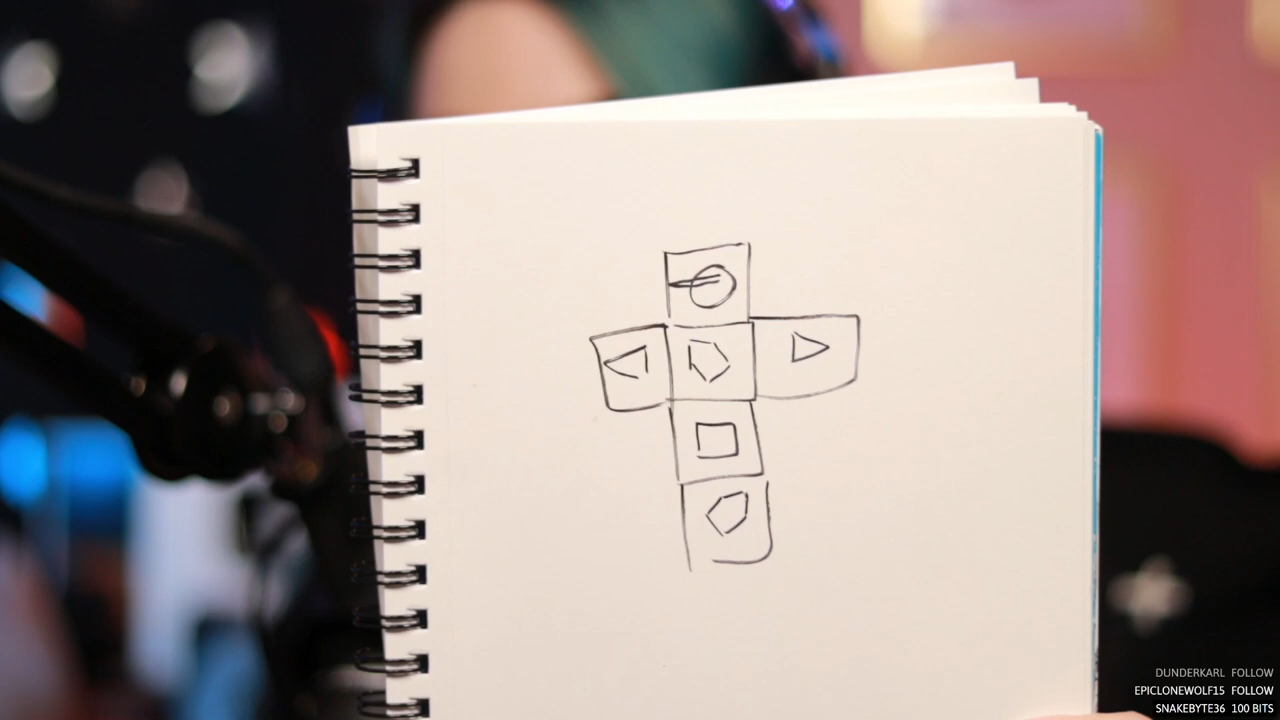 DUNDERKARL FOLLOW
EPICLONEWOLF15 FOLLOW
SNAKEBYTE36 100 BITS